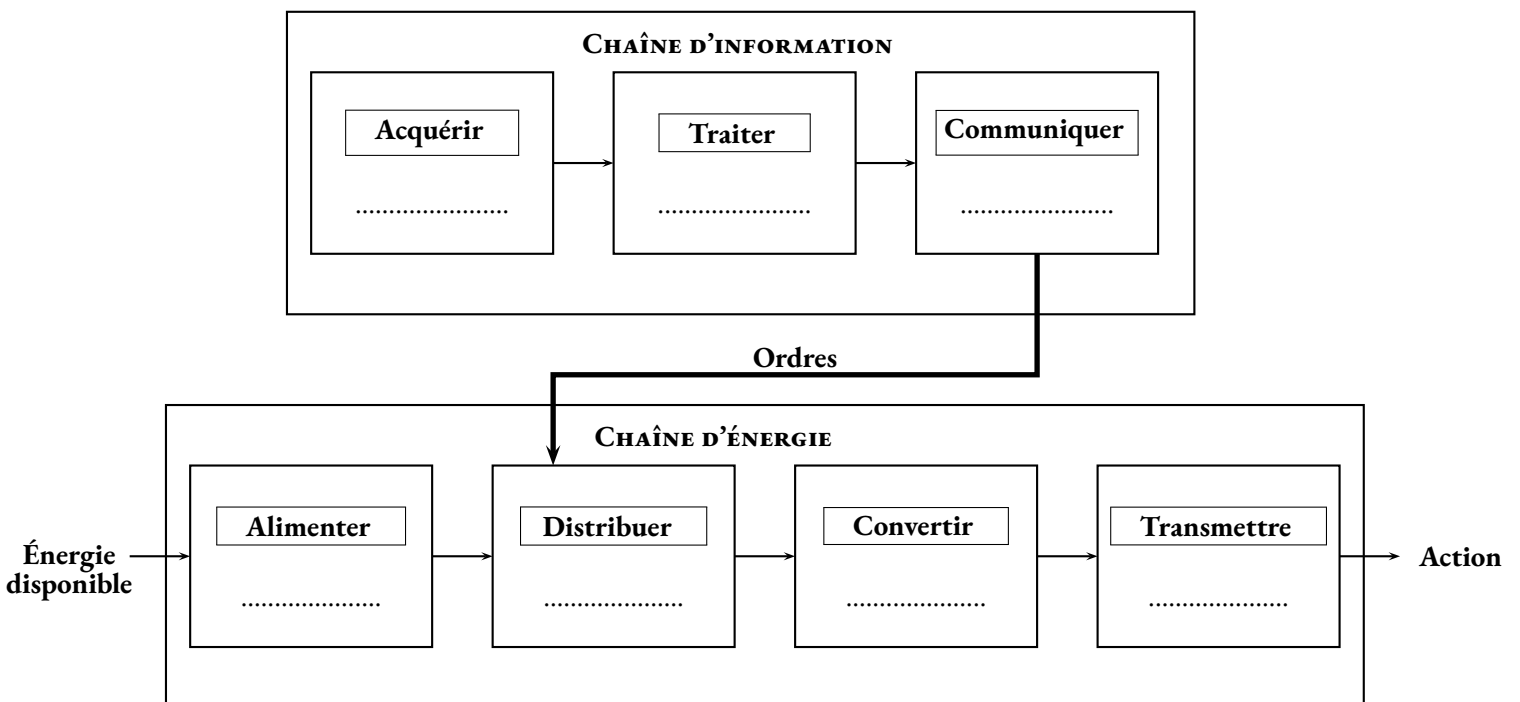 Chaîne d'information
Acquérir
Traiter
Communiquer
........................
........................
........................
Ordres
Chaîne d'énergie
Alimenter
Distribuer
Convertir
Transmettre
Énergie
disponible
Action
......................
......................
......................
......................